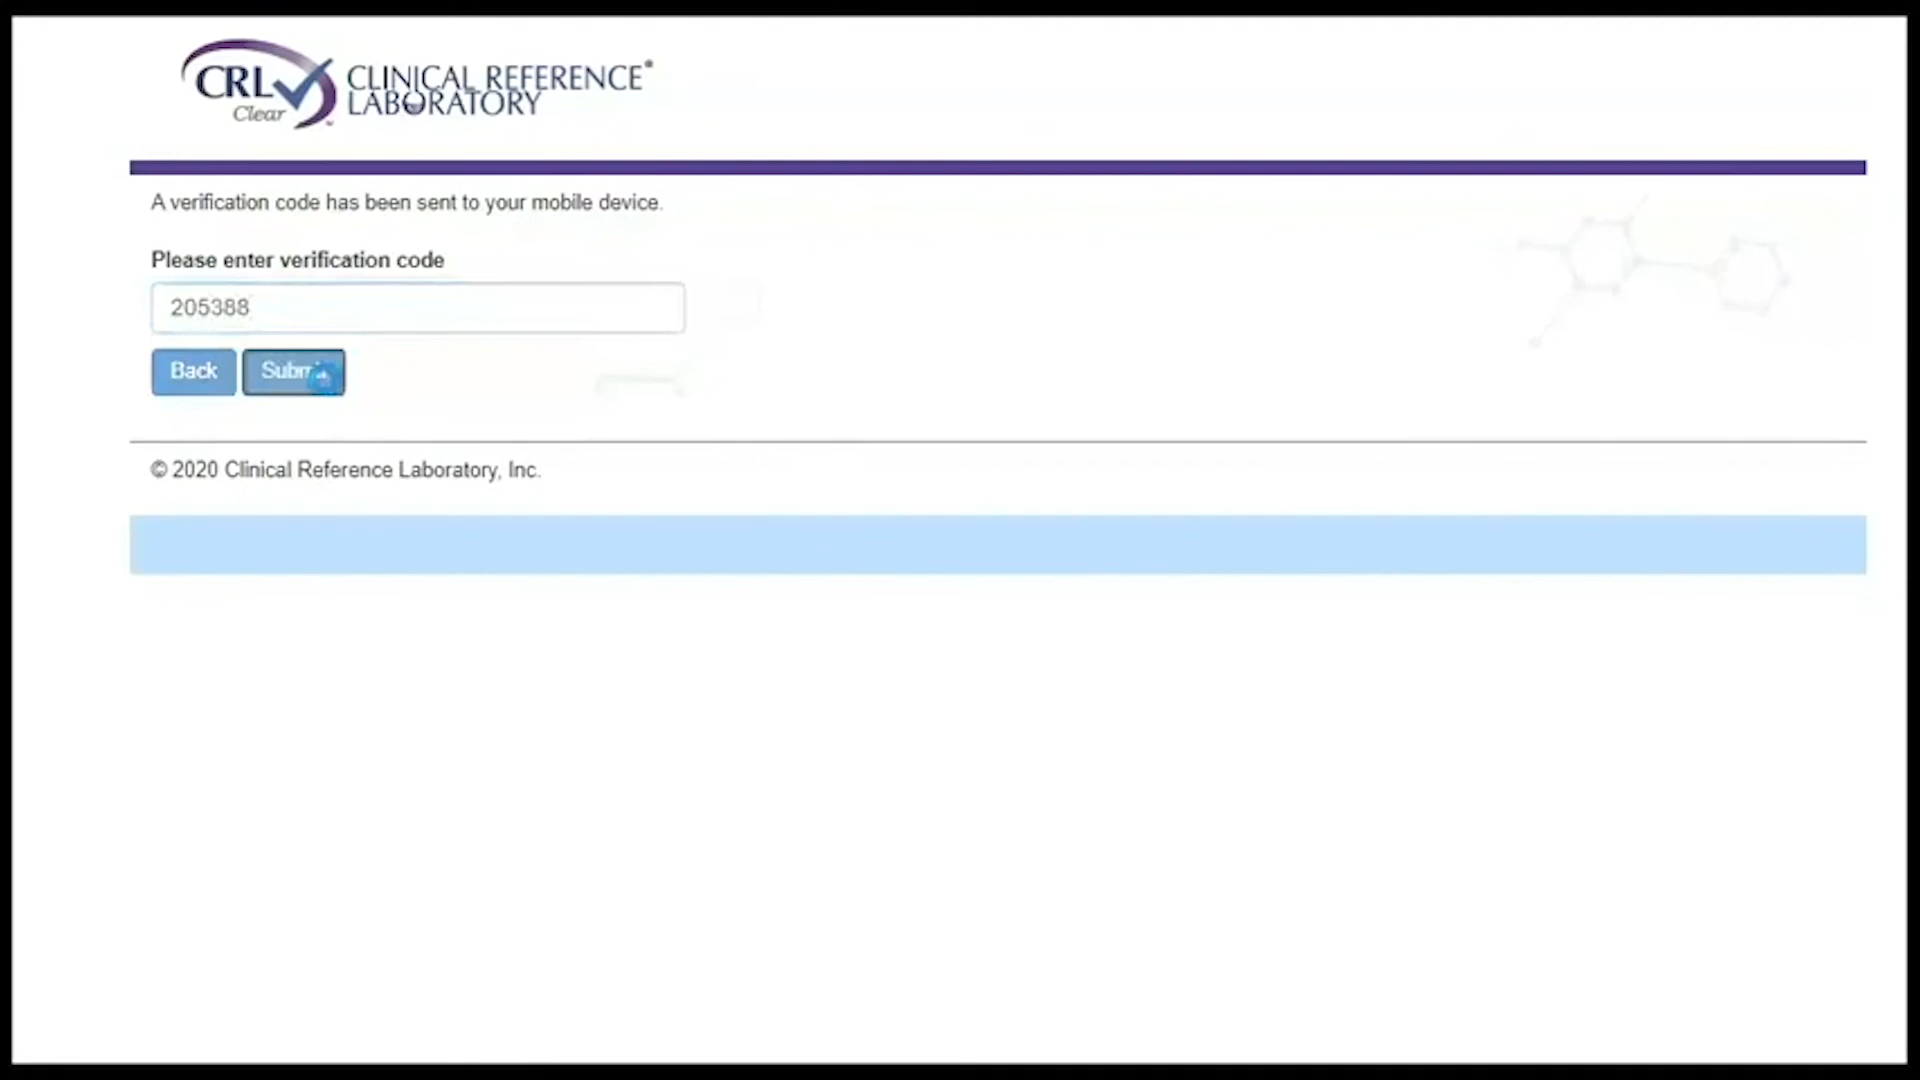 CRL
Clear
CLINICAL REFERENCE®
LABORATORY
A verification code has been sent to your mobile device.
Please enter verification code
205388
Back
Submit
© 2020 Clinical Reference Laboratory, Inc.